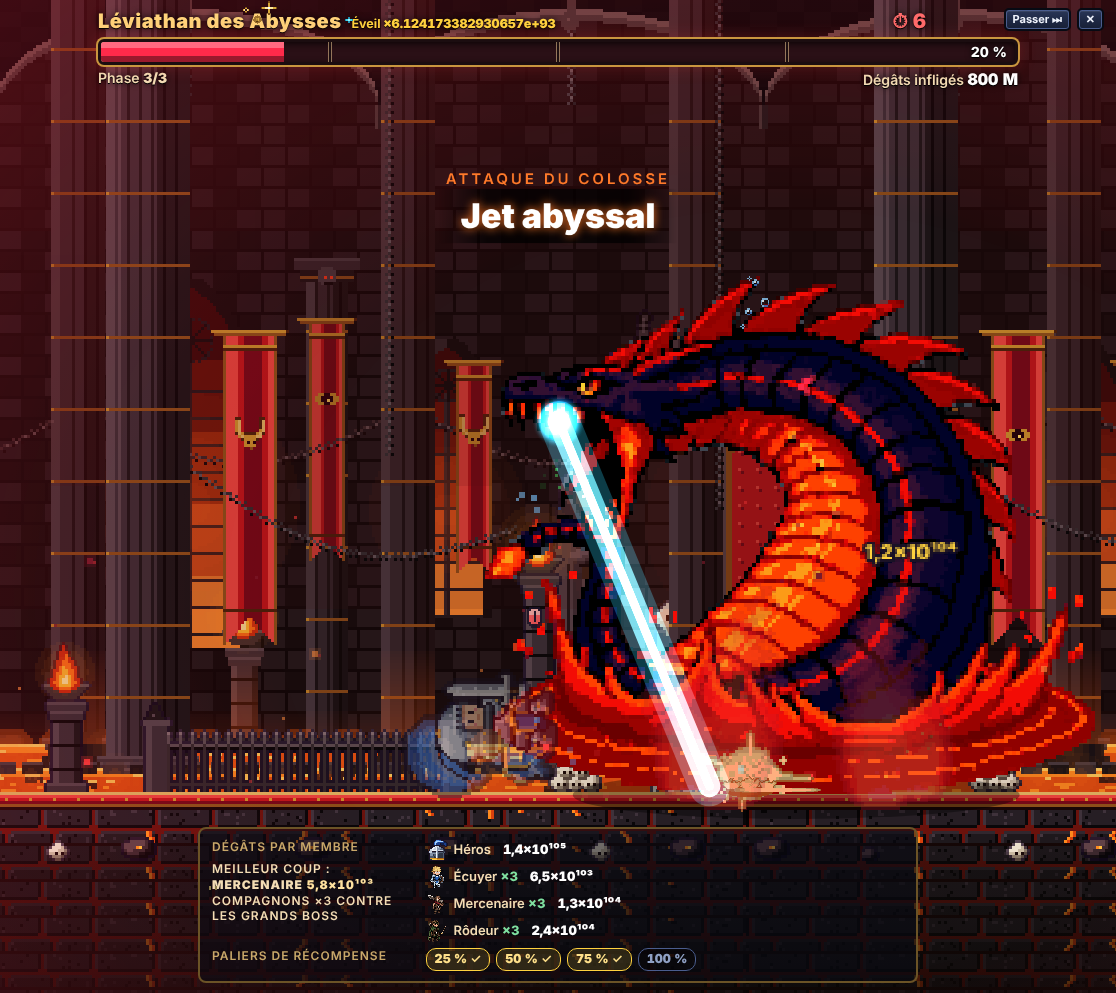 Léviathan des Abysses Éveil ×6.124173382930657e+93
6
Passer ⏭ ✕
20 %
Phase 3/3
Dégâts infligés 800 M
ATTAQUE DU COLOSSE
Jet abyssal
1,2×10¹⁰⁴
DÉGÂTS PAR MEMBRE
MEILLEUR COUP :
MERCENAIRE 5,8×10¹⁰³
COMPAGNONS ×3 CONTRE
LES GRANDS BOSS
Héros 1,4×10¹⁰⁵
Écuyer ×3 6,5×10¹⁰³
Mercenaire ×3 1,3×10¹⁰⁴
Rôdeur ×3 2,4×10¹⁰⁴
PALIERS DE RÉCOMPENSE
25 % ✓ 50 % ✓ 75 % ✓ 100 %